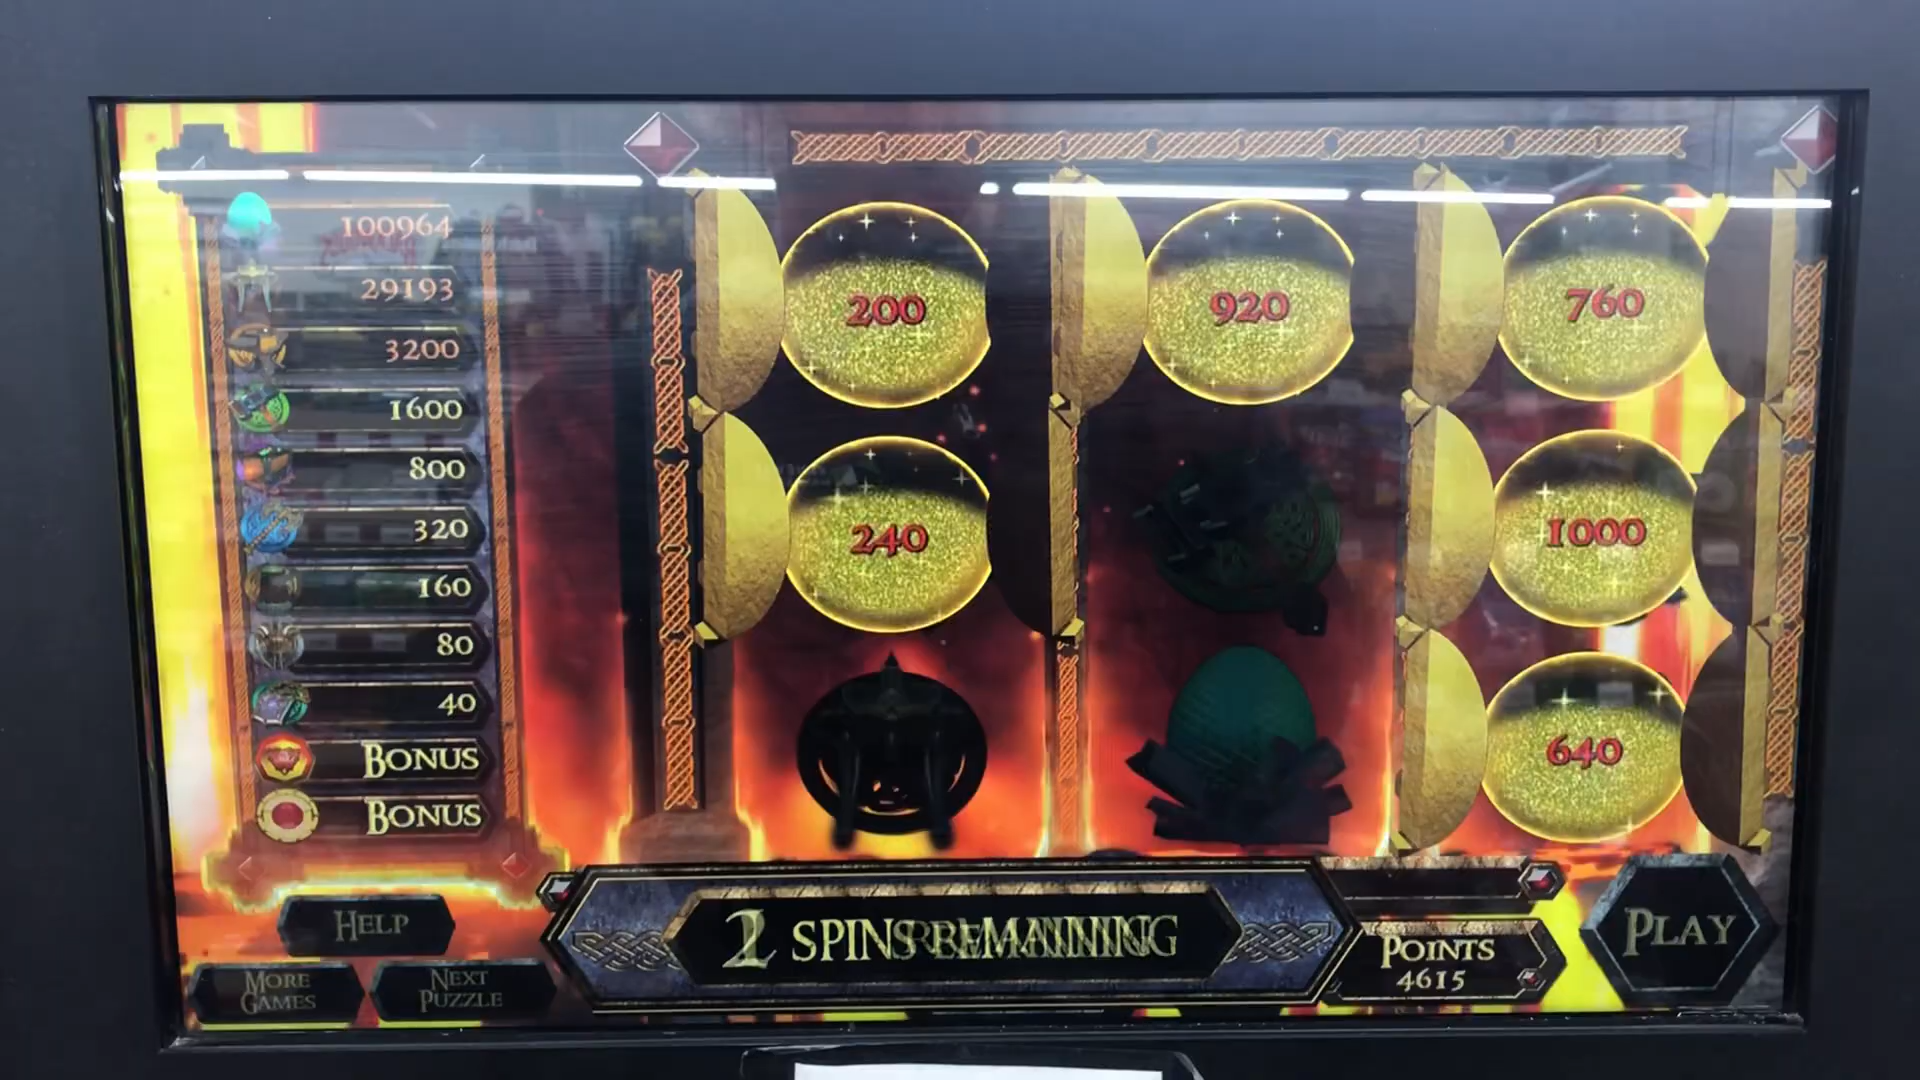 100964
29193
3200
1600
800
320
160
80
40
BONUS
BONUS
HELP
MORE GAMES
NEXT PUZZLE
200
920
760
240
1000
640
SPINS REMAINING
POINTS
4615
PLAY